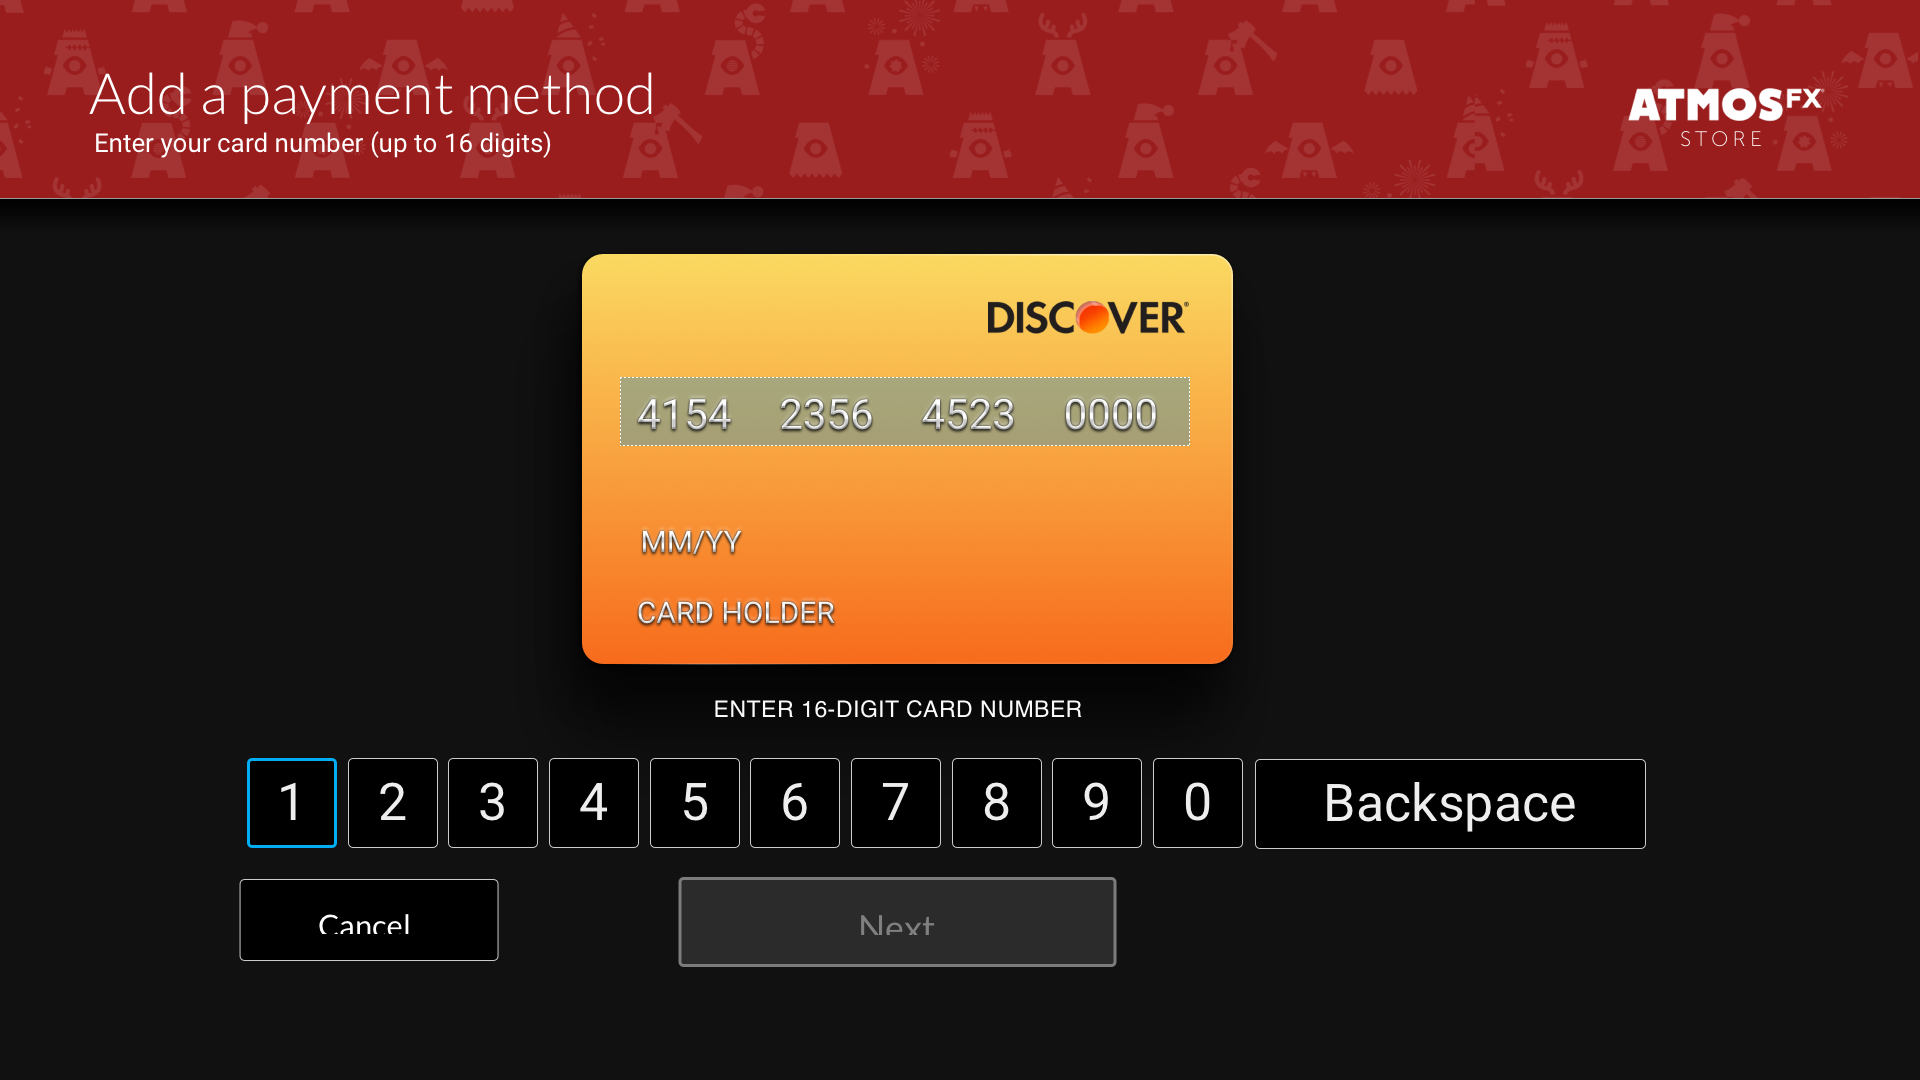 Add a payment method
Enter your card number (up to 16 digits)
ATMOSFX
STORE
DISCOVER®
4154 2356 4523 0000
MM/YY
CARD HOLDER
ENTER 16-DIGIT CARD NUMBER
1 2 3 4 5 6 7 8 9 0 Backspace
Cancel Next